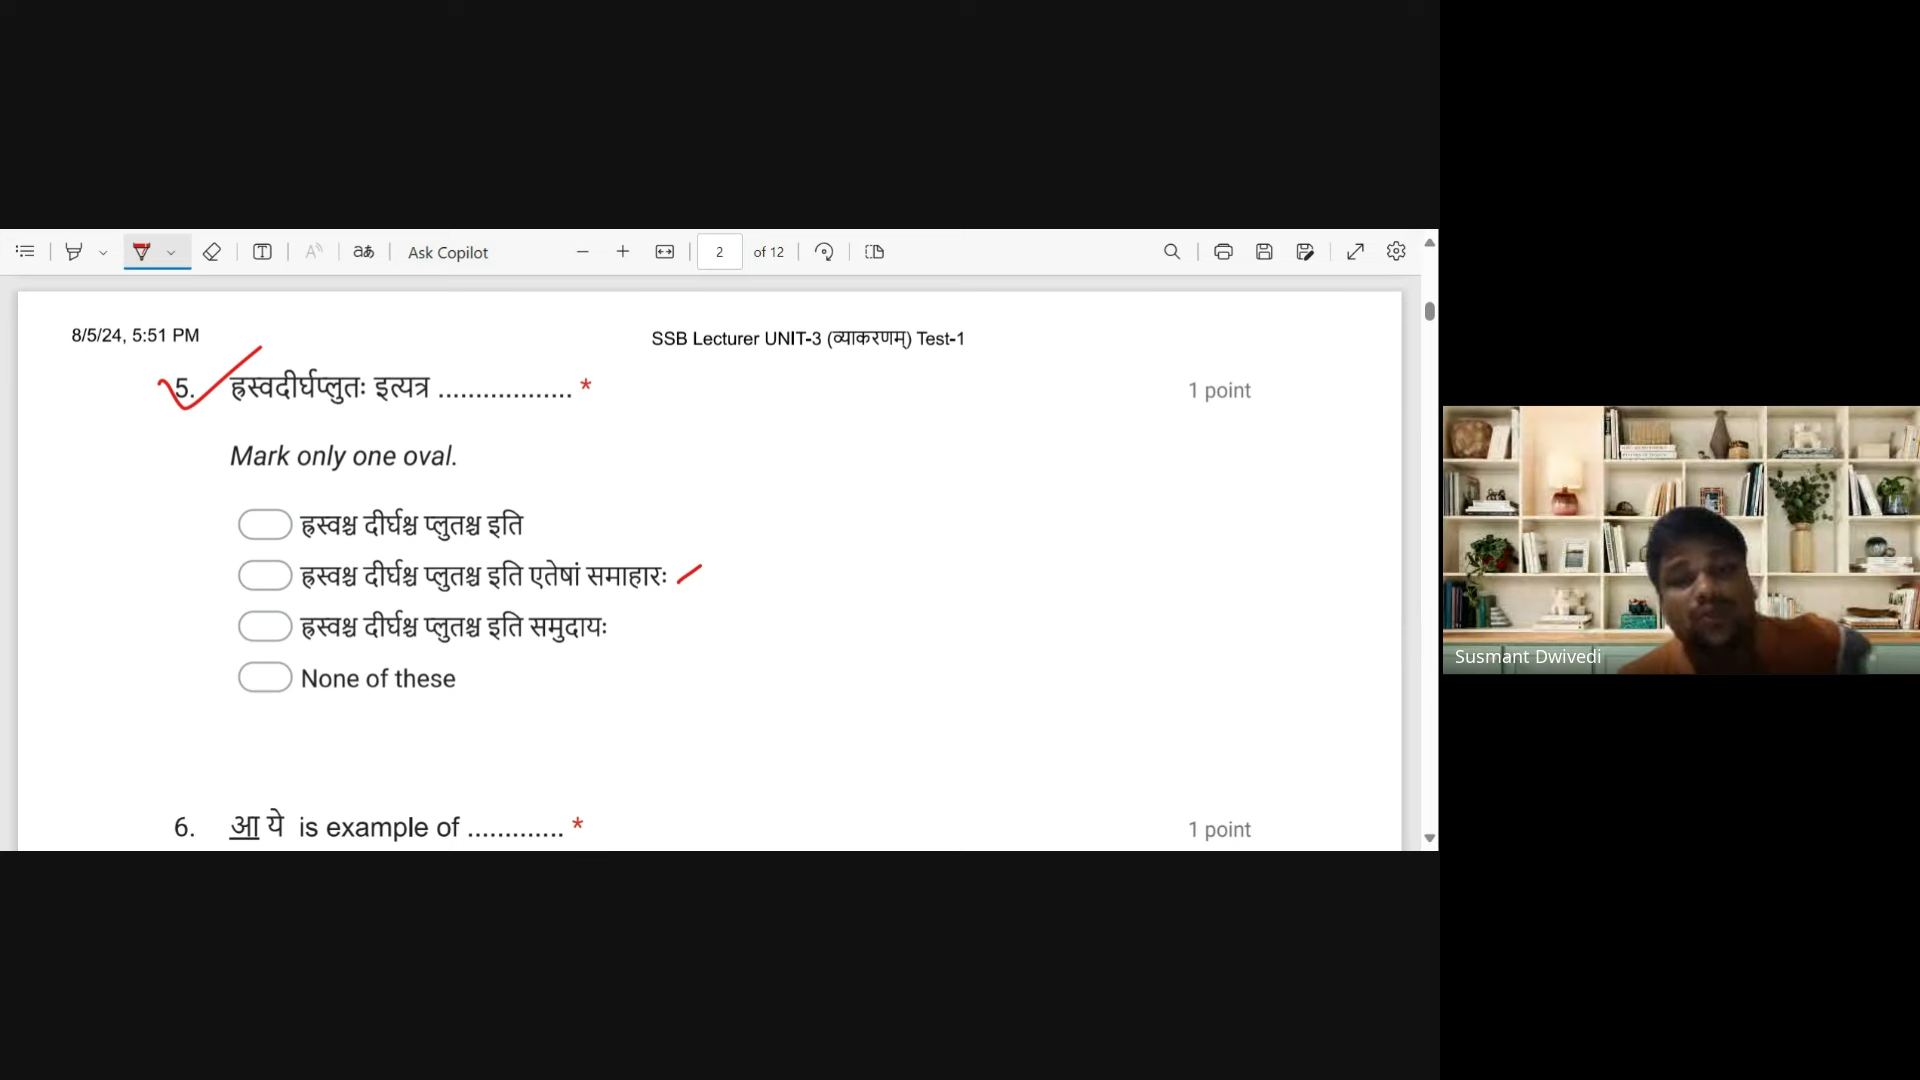 Ask Copilot
2
of 12
8/5/24, 5:51 PM
SSB Lecturer UNIT-3 (व्याकरणम्) Test-1
5. ह्रस्वदीर्घप्लुतः इत्यत्र .................. *
1 point
Mark only one oval.
ह्रस्वश्च दीर्घश्च प्लुतश्च इति
ह्रस्वश्च दीर्घश्च प्लुतश्च इति एतेषां समाहारः
ह्रस्वश्च दीर्घश्च प्लुतश्च इति समुदायः
None of these
Susmant Dwivedi
6. आ ये is example of ............. *
1 point